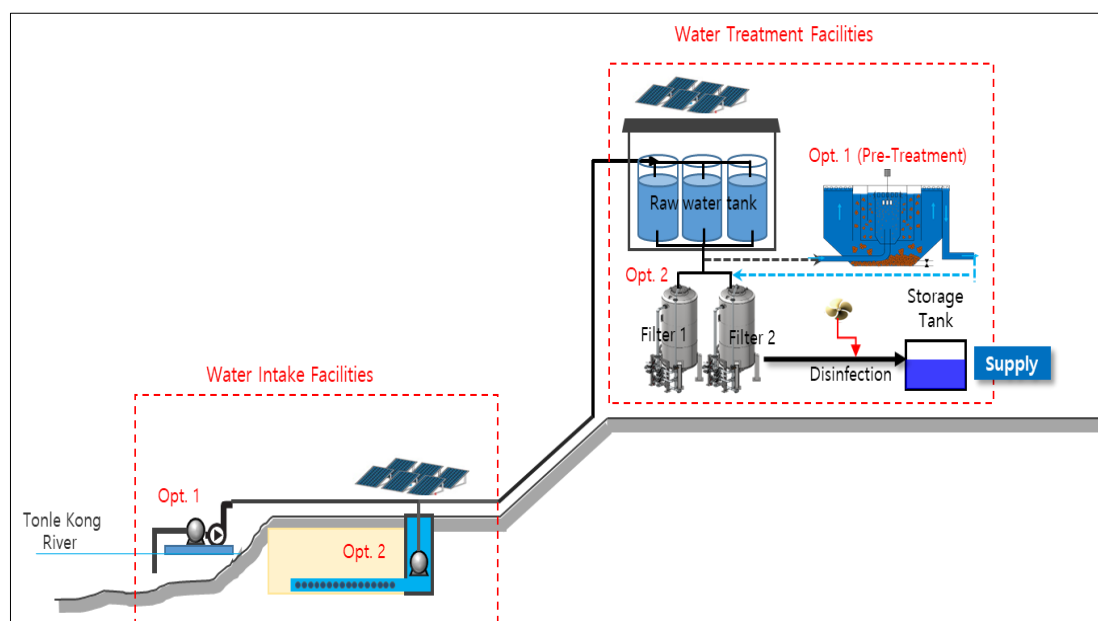 Water Treatment Facilities
Opt. 1 (Pre-Treatment)
Raw water tank
Opt. 2
Storage
Tank
Filter 1
Filter 2
Disinfection
Supply
Water Intake Facilities
Opt. 1
Tonle Kong
River
Opt. 2